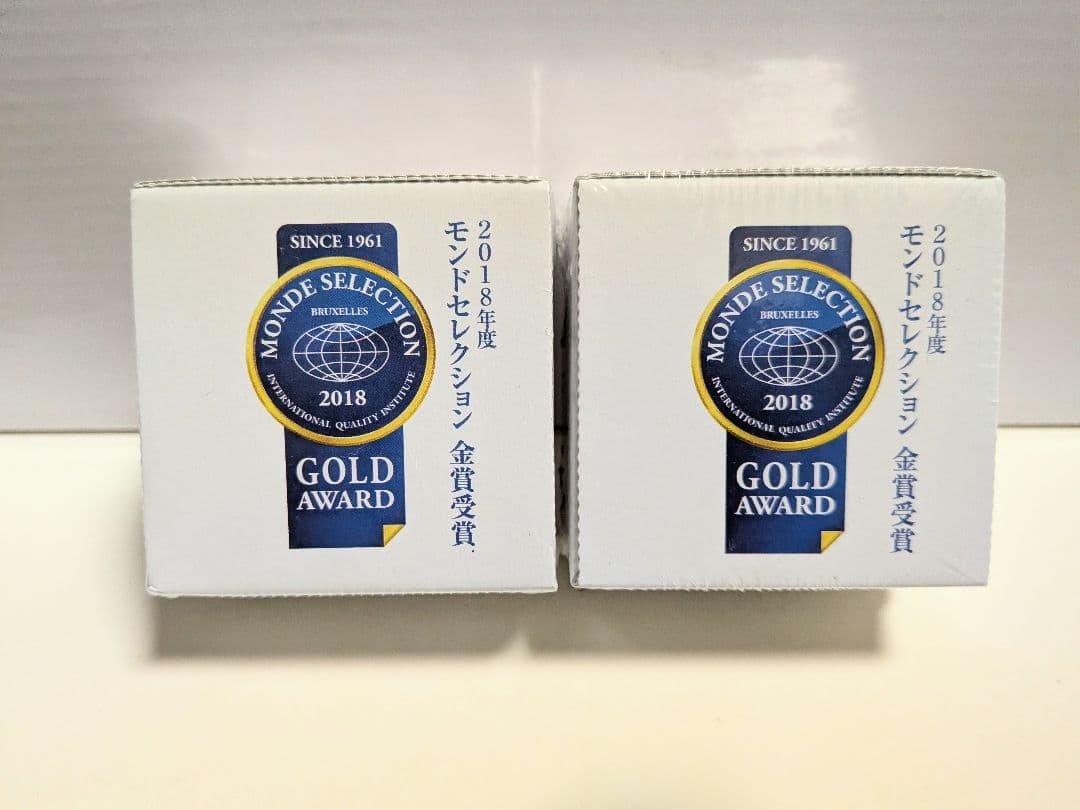 SINCE 1961
MONDE SELECTION
BRUXELLES
2018
INTERNATIONAL QUALITY INSTITUTE
GOLD
AWARD
2018年度
モンドセレクション 金賞受賞.
SINCE 1961
MONDE SELECTION
BRUXELLES
2018
INTERNATIONAL QUALITY INSTITUTE
GOLD
AWARD
2018年度
モンドセレクション 金賞受賞